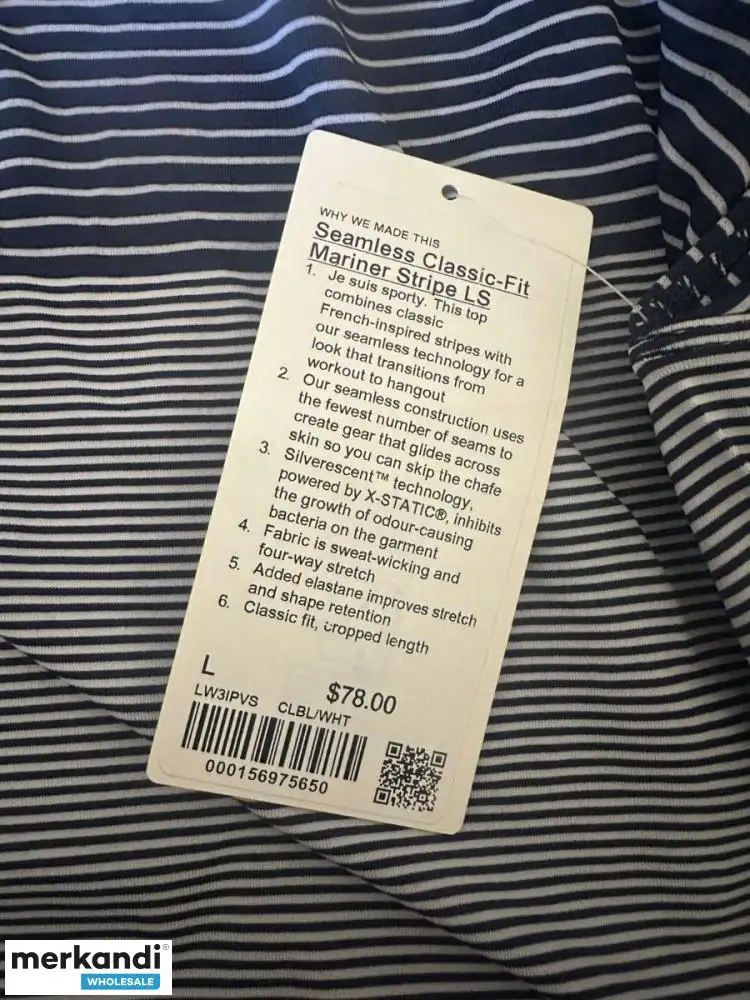 WHY WE MADE THIS
Seamless Classic-Fit
Mariner Stripe LS
1. Je suis sporty. This top
combines classic
French-inspired stripes with
our seamless technology for a
look that transitions from
workout to hangout
2. Our seamless construction uses
the fewest number of seams to
create gear that glides across
skin so you can skip the chafe
3. Silverescent™ technology,
powered by X-STATIC®, inhibits
the growth of odour-causing
bacteria on the garment
4. Fabric is sweat-wicking and
four-way stretch
5. Added elastane improves stretch
and shape retention
6. Classic fit, cropped length
L
$78.00
LW3IPVS CLBL/WHT
000156975650
merkandi®
WHOLESALE